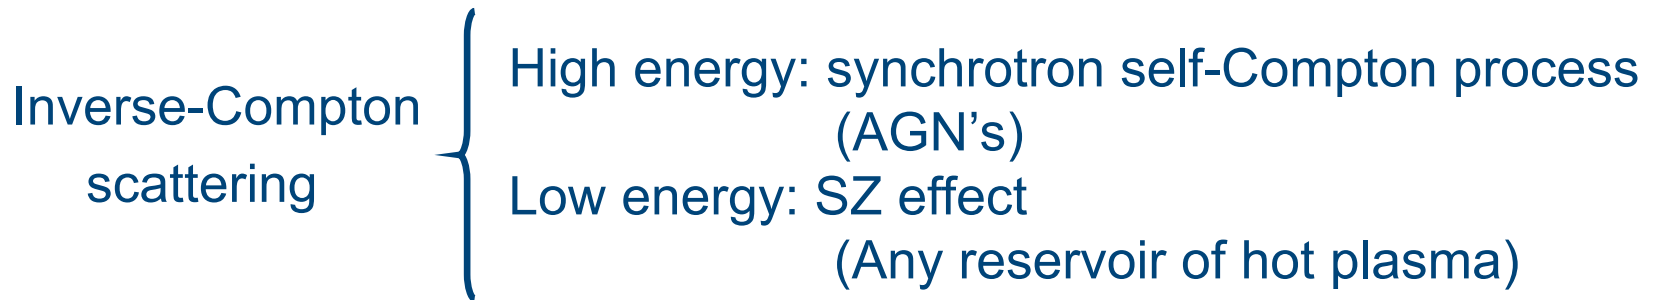 Inverse-Compton
scattering
High energy: synchrotron self-Compton process
(AGN’s)
Low energy: SZ effect
(Any reservoir of hot plasma)